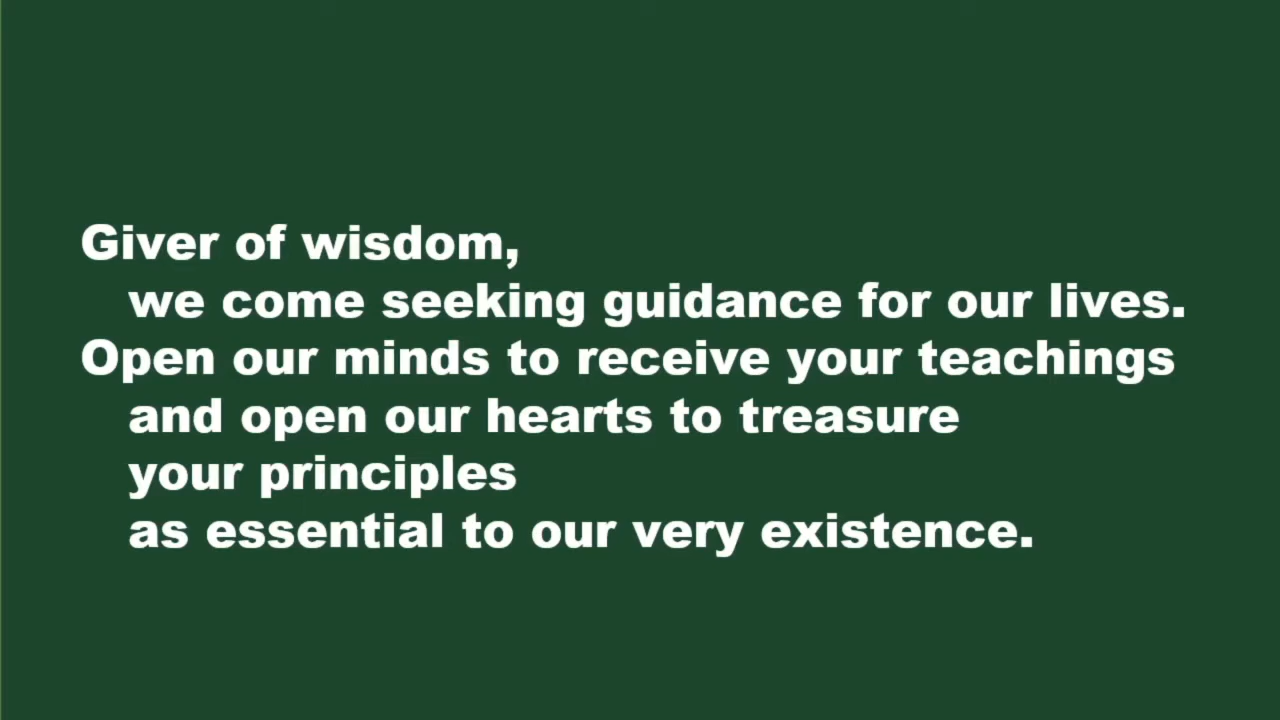 Giver of wisdom,
we come seeking guidance for our lives.
Open our minds to receive your teachings
and open our hearts to treasure
your principles
as essential to our very existence.